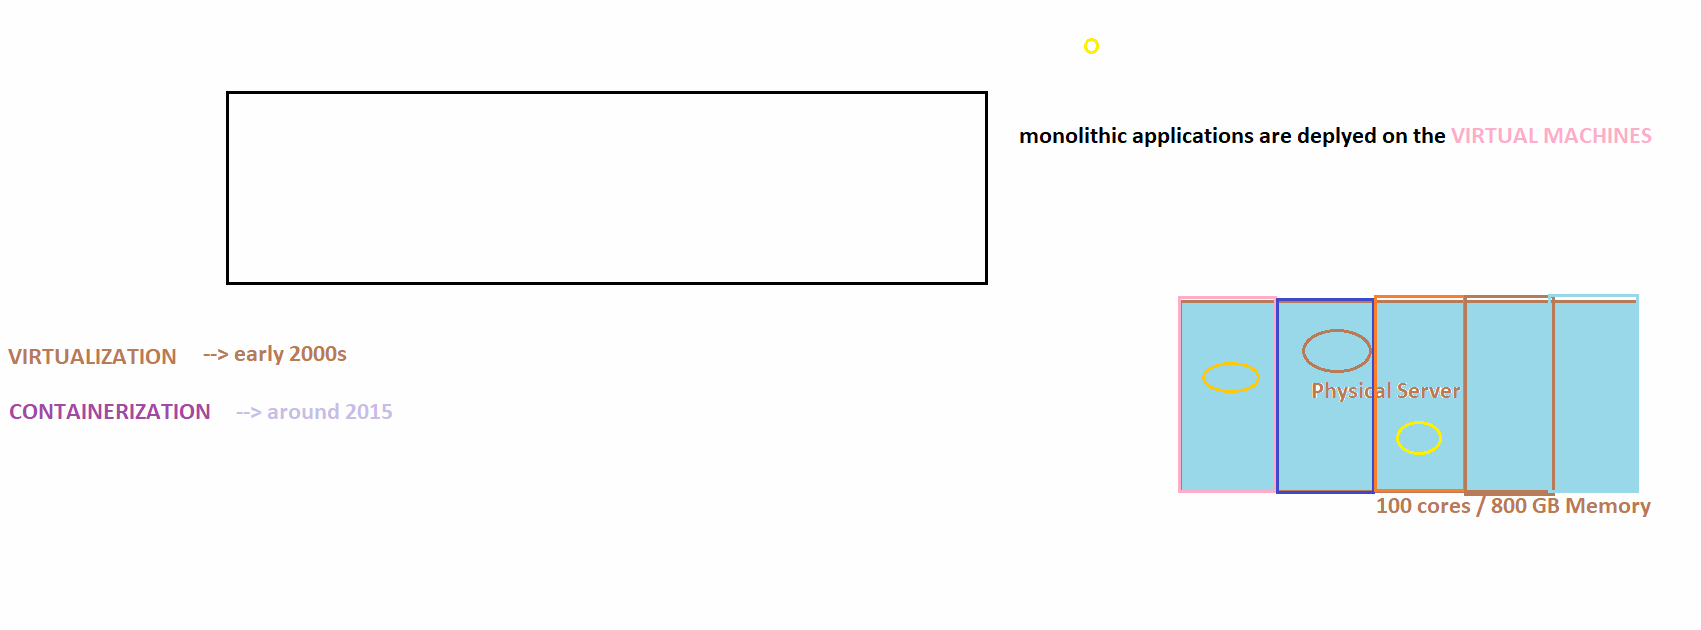 monolithic applications are deplyed on the VIRTUAL MACHINES
VIRTUALIZATION --> early 2000s
CONTAINERIZATION --> around 2015
Physical Server
100 cores / 800 GB Memory